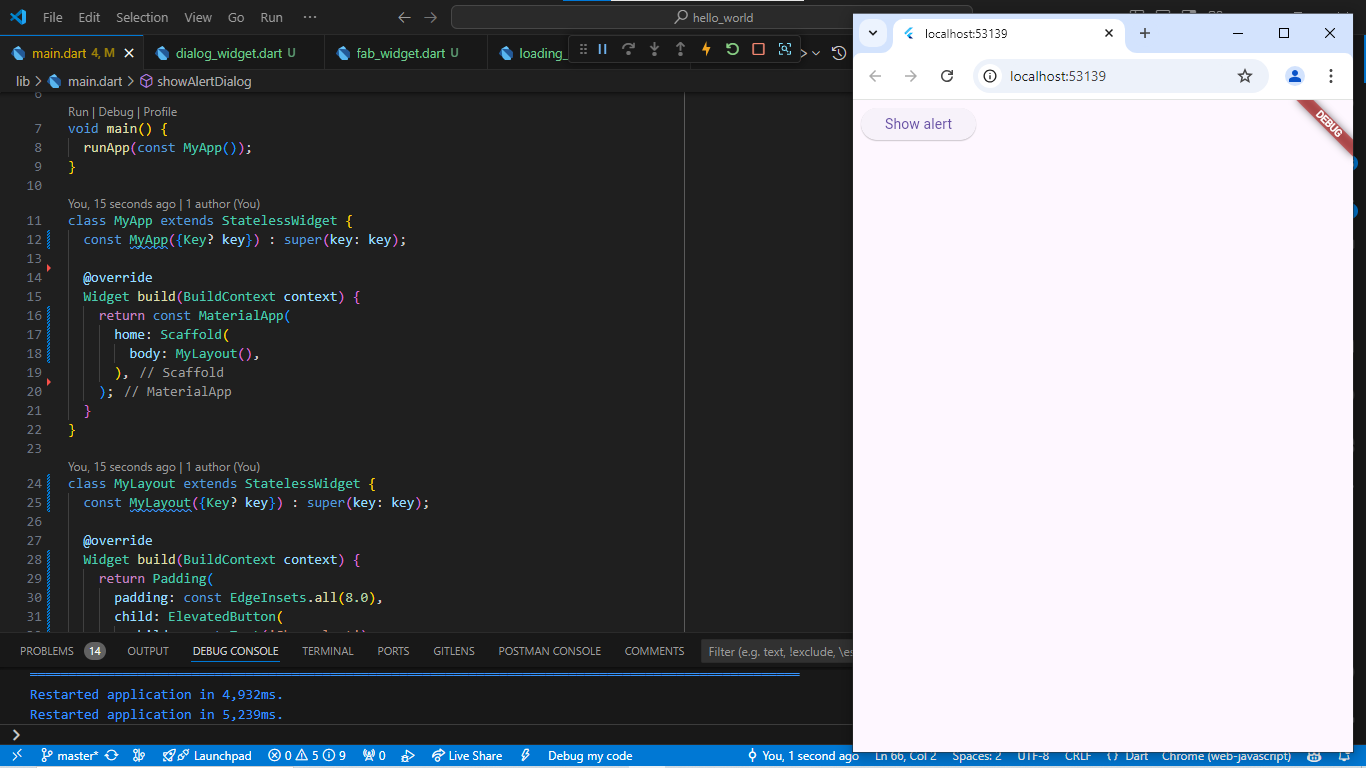 File Edit Selection View Go Run ··· hello_world
main.dart 4, M dialog_widget.dart U fab_widget.dart U loading_
lib > main.dart > showAlertDialog
6
Run | Debug | Profile
7 void main() {
8 runApp(const MyApp());
9 }
10
You, 15 seconds ago | 1 author (You)
11 class MyApp extends StatelessWidget {
12 const MyApp({Key? key}) : super(key: key);
13
14 @override
15 Widget build(BuildContext context) {
16 return const MaterialApp(
17 home: Scaffold(
18 body: MyLayout(),
19 ), // Scaffold
20 ); // MaterialApp
21 }
22 }
23
You, 15 seconds ago | 1 author (You)
24 class MyLayout extends StatelessWidget {
25 const MyLayout({Key? key}) : super(key: key);
26
27 @override
28 Widget build(BuildContext context) {
29 return Padding(
30 padding: const EdgeInsets.all(8.0),
31 child: ElevatedButton(
PROBLEMS 14 OUTPUT DEBUG CONSOLE TERMINAL PORTS GITLENS POSTMAN CONSOLE COMMENTS Filter (e.g. text, !exclude, \es
Restarted application in 4,932ms.
Restarted application in 5,239ms.
master* Launchpad 0 5 9 0 Live Share Debug my code You, 1 second ago Ln 66, Col 2 Spaces: 2 UTF-8 CRLF {} Dart Chrome (web-javascript)
localhost:53139
localhost:53139
Show alert
DEBUG